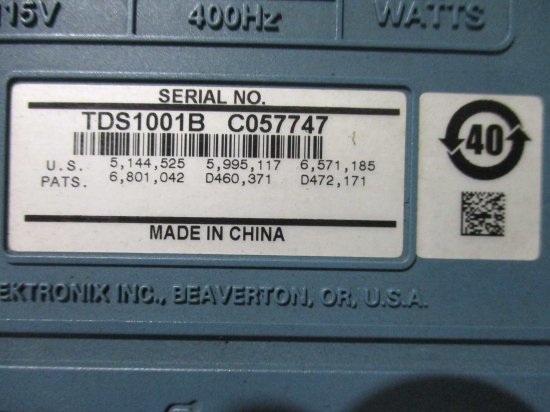 115V 400Hz WATTS
SERIAL NO.
TDS1001B C057747
U.S. 5,144,525 5,995,117 6,571,185
PATS. 6,801,042 D460,371 D472,171
MADE IN CHINA
40
EKTRONIX INC., BEAVERTON, OR, U.S.A.